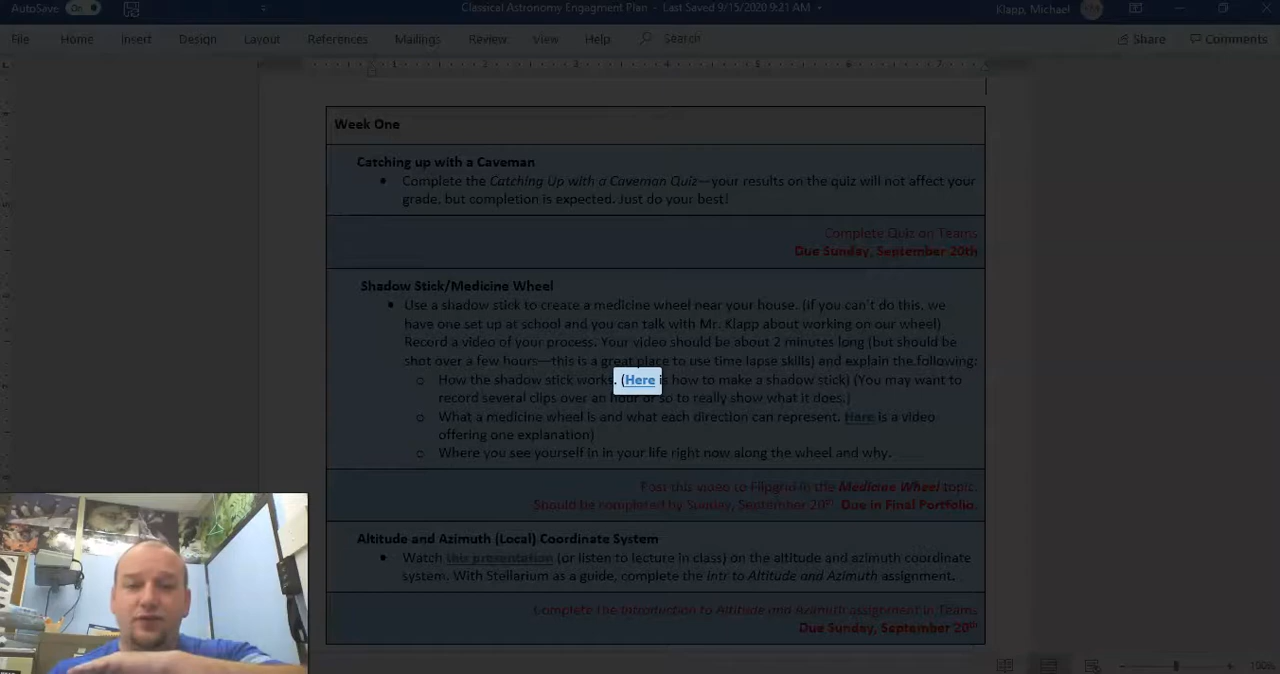 AutoSave On Classical Astronomy Engagment Plan - Last Saved 9/15/2020 9:21 AM Klapp, Michael
File Home Insert Design Layout References Mailings Review View Help Search Share Comments
1 2 3 4 5 6 7
Week One
Catching up with a Caveman
• Complete the Catching Up with a Caveman Quiz—your results on the quiz will not affect your
grade, but completion is expected. Just do your best!
Complete Quiz on Teams
Due Sunday, September 20th
Shadow Stick/Medicine Wheel
• Use a shadow stick to create a medicine wheel near your house. (if you can't do this, we
have one set up at school and you can talk with Mr. Klapp about working on our wheel)
Record a video of your process. Your video should be about 2 minutes long (but should be
shot over a few hours—this is a great place to use time lapse skills) and explain the following:
o How the shadow stick works. (Here is how to make a shadow stick) (You may want to
record several clips over an hour or so to really show what it does.)
o What a medicine wheel is and what each direction can represent. Here is a video
offering one explanation)
o Where you see yourself in in your life right now along the wheel and why.
Post this video to Flipgrid in the Medicine Wheel topic.
Should be completed by Sunday, September 20th Due in Final Portfolio.
Altitude and Azimuth (Local) Coordinate System
• Watch this presentation (or listen to lecture in class) on the altitude and azimuth coordinate
system. With Stellarium as a guide, complete the Intr to Altitude and Azimuth assignment.
Complete the Introduction to Altitude and Azimuth assignment in Teams
Due Sunday, September 20th
100%